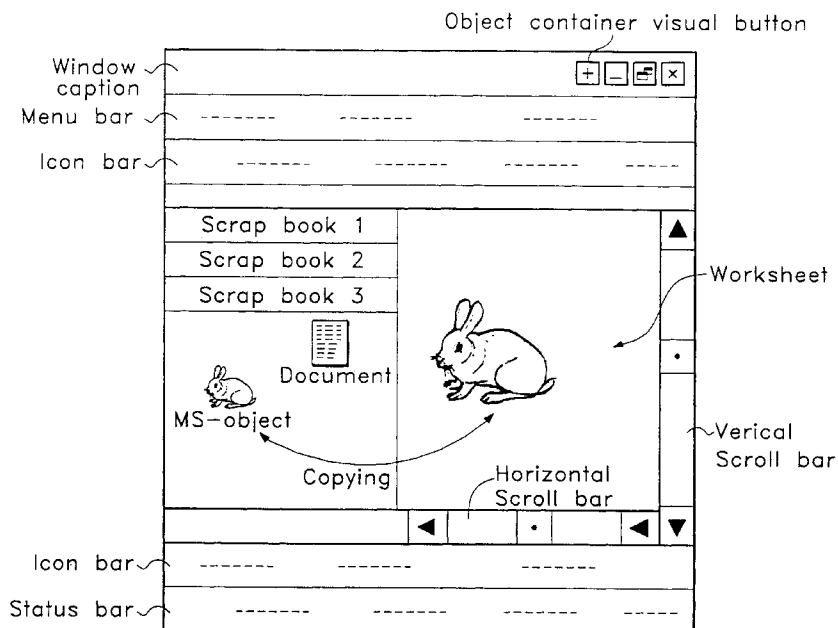 Object container visual button
Window
caption
Menu bar
Icon bar
Scrap book 1
Scrap book 2
Scrap book 3
Worksheet
Document
MS-object
Copying
Horizontal
Scroll bar
Verical
Scroll bar
Icon bar
Status bar